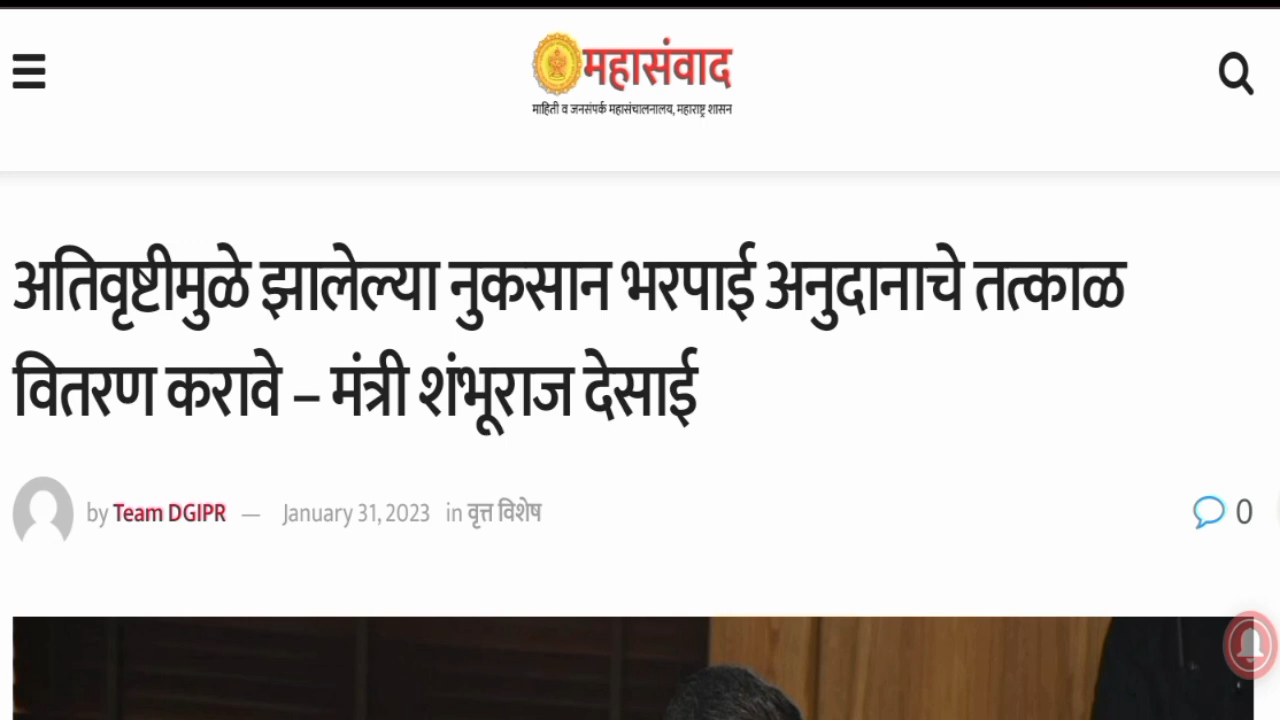 महासंवाद
माहिती व जनसंपर्क महासंचालनालय, महाराष्ट्र शासन
अतिवृष्टीमुळे झालेल्या नुकसान भरपाई अनुदानाचे तत्काळ
वितरण करावे – मंत्री शंभूराज देसाई
by Team DGIPR — January 31, 2023 in वृत्त विशेष 0